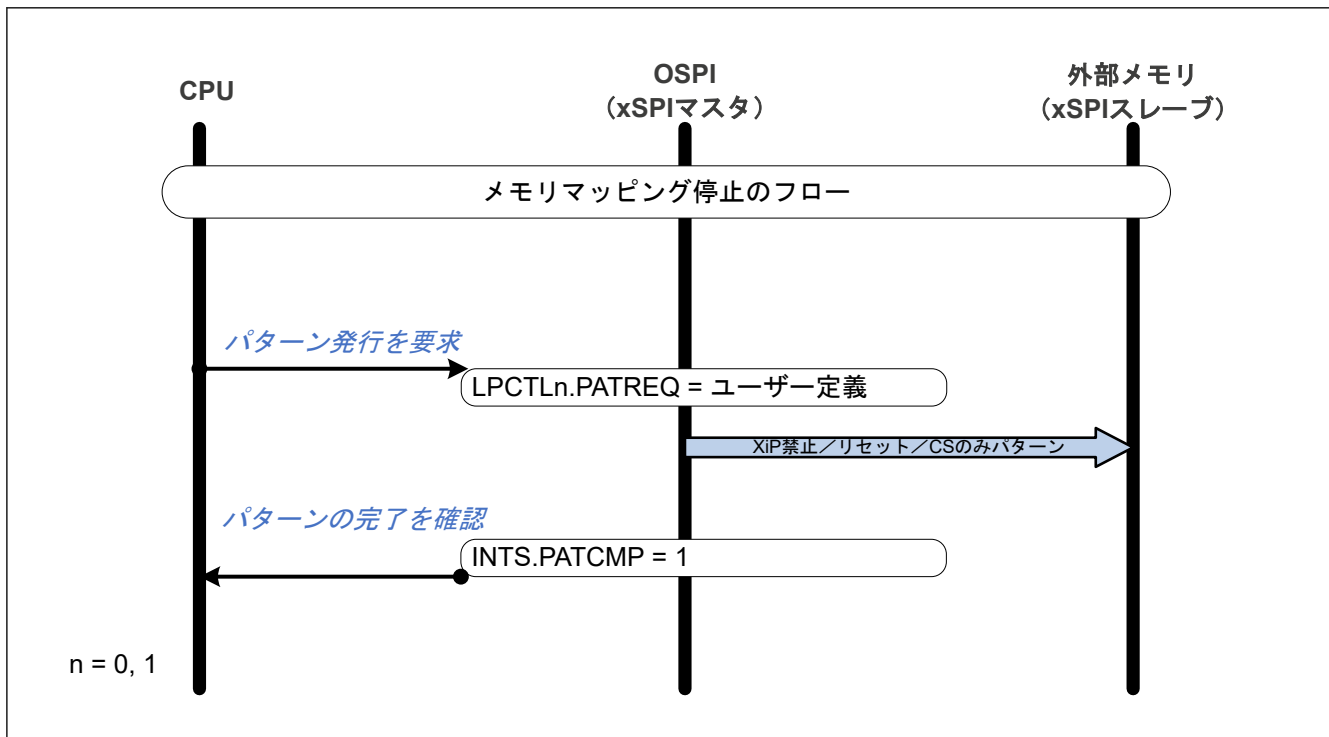 CPU
OSPI
（xSPIマスタ）
外部メモリ
（xSPIスレーブ）
メモリマッピング停止のフロー
パターン発行を要求
LPCTLn.PATREQ = ユーザー定義
XiP禁止／リセット／CSのみパターン
パターンの完了を確認
INTS.PATCMP = 1
n = 0, 1